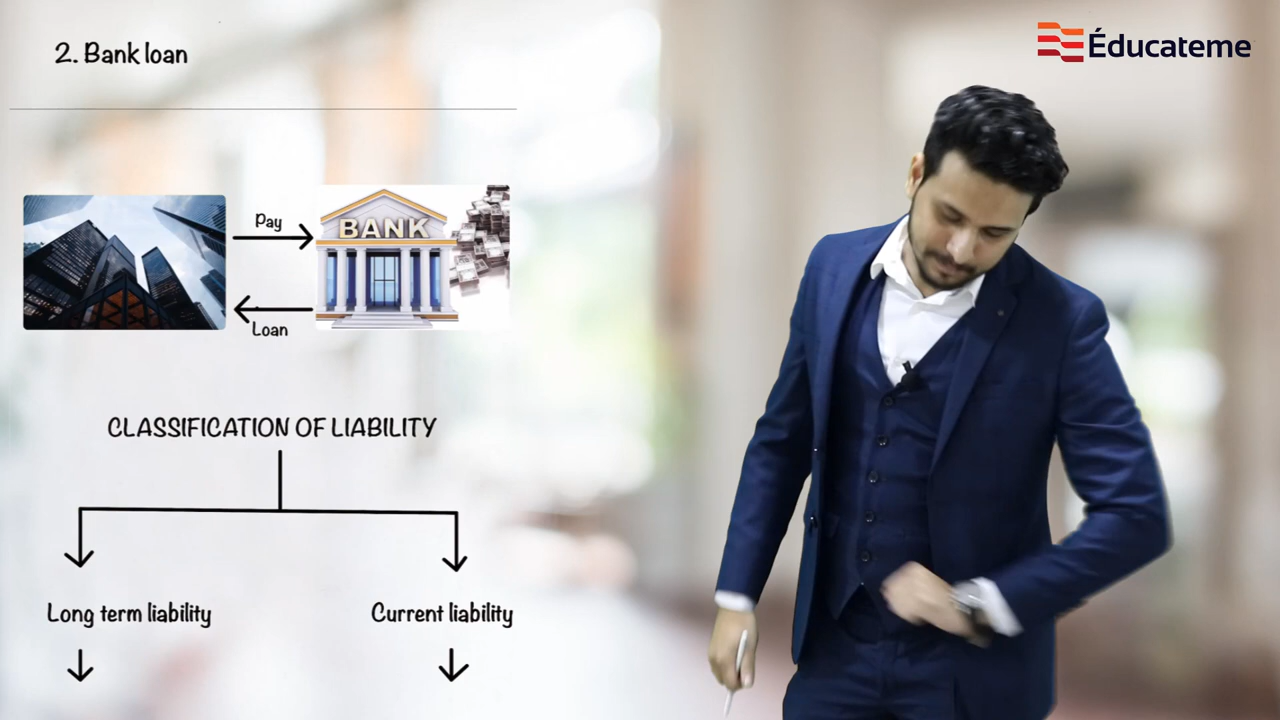 2. Bank loan
Éducateme
Pay
BANK
Loan
CLASSIFICATION OF LIABILITY
Long term liability
Current liability